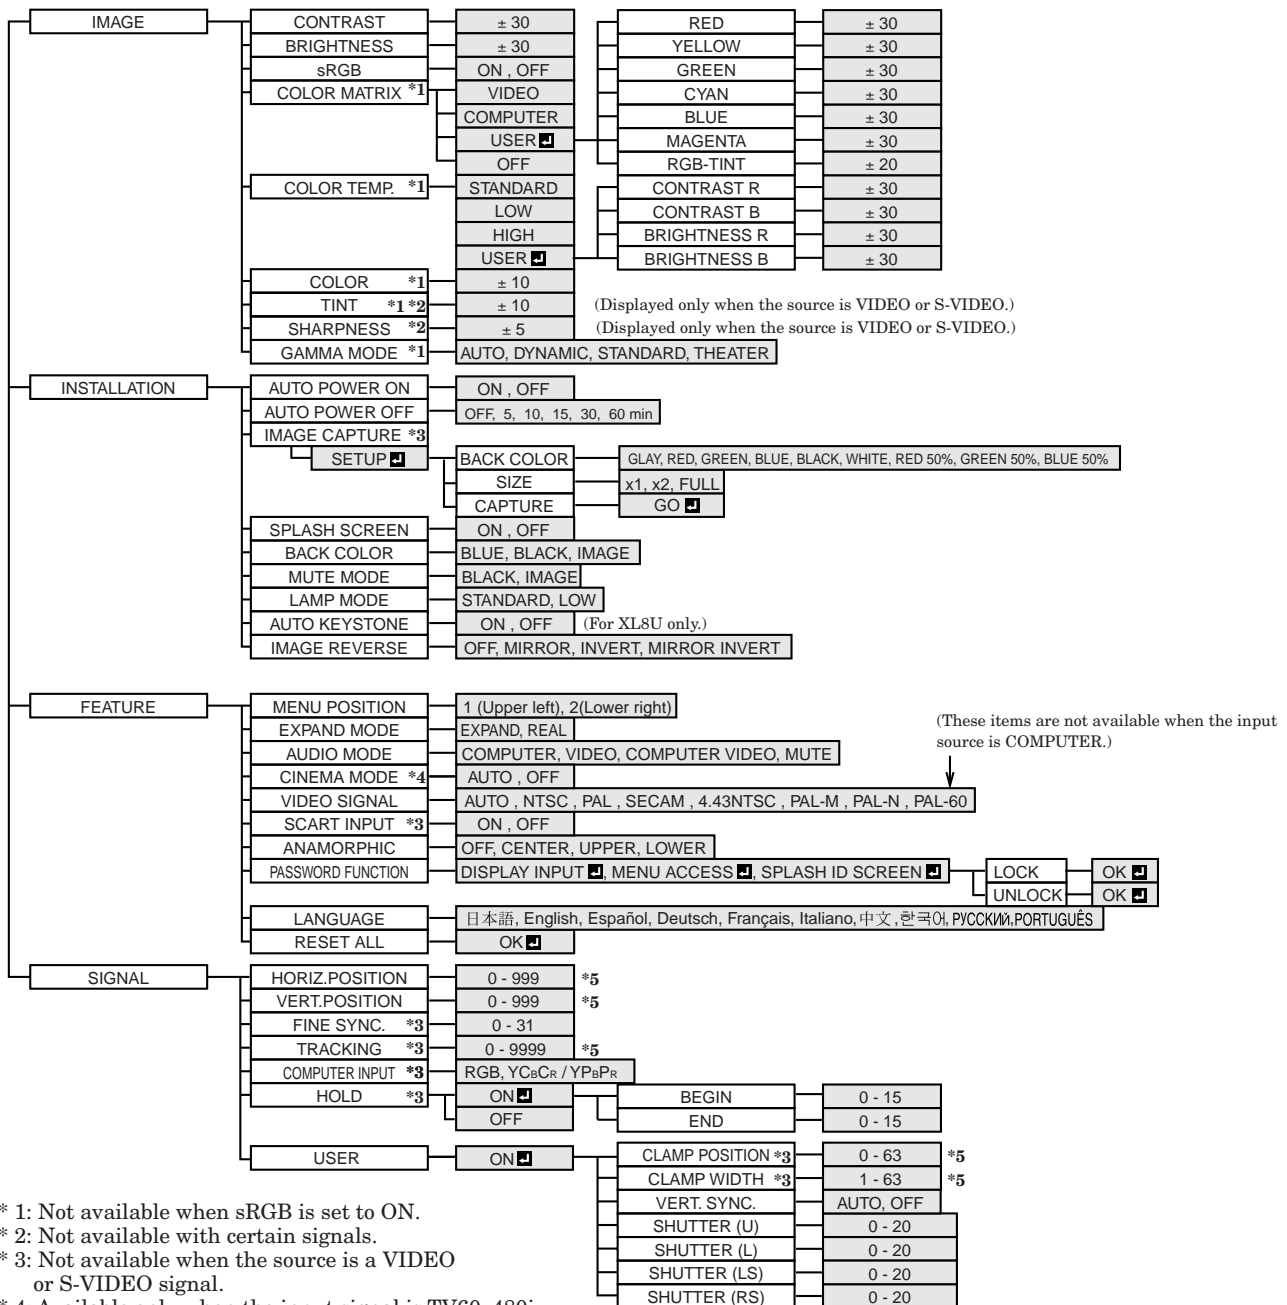 IMAGE
CONTRAST ± 30
BRIGHTNESS ± 30
sRGB ON , OFF
COLOR MATRIX *1 VIDEO
COMPUTER
USER
OFF
RED ± 30
YELLOW ± 30
GREEN ± 30
CYAN ± 30
BLUE ± 30
MAGENTA ± 30
RGB-TINT ± 20
COLOR TEMP. *1 STANDARD
LOW
HIGH
USER
CONTRAST R ± 30
CONTRAST B ± 30
BRIGHTNESS R ± 30
BRIGHTNESS B ± 30
COLOR *1 ± 10
TINT *1 *2 ± 10 (Displayed only when the source is VIDEO or S-VIDEO.)
SHARPNESS *2 ± 5 (Displayed only when the source is VIDEO or S-VIDEO.)
GAMMA MODE *1 AUTO, DYNAMIC, STANDARD, THEATER
INSTALLATION
AUTO POWER ON ON , OFF
AUTO POWER OFF OFF, 5, 10, 15, 30, 60 min
IMAGE CAPTURE *3
SETUP
BACK COLOR GLAY, RED, GREEN, BLUE, BLACK, WHITE, RED 50%, GREEN 50%, BLUE 50%
SIZE x1, x2, FULL
CAPTURE GO
SPLASH SCREEN ON , OFF
BACK COLOR BLUE, BLACK, IMAGE
MUTE MODE BLACK, IMAGE
LAMP MODE STANDARD, LOW
AUTO KEYSTONE ON , OFF (For XL8U only.)
IMAGE REVERSE OFF, MIRROR, INVERT, MIRROR INVERT
FEATURE
MENU POSITION 1 (Upper left), 2(Lower right)
EXPAND MODE EXPAND, REAL
AUDIO MODE COMPUTER, VIDEO, COMPUTER VIDEO, MUTE
CINEMA MODE *4 AUTO , OFF
(These items are not available when the input
source is COMPUTER.)
VIDEO SIGNAL AUTO , NTSC , PAL , SECAM , 4.43NTSC , PAL-M , PAL-N , PAL-60
SCART INPUT *3 ON , OFF
ANAMORPHIC OFF, CENTER, UPPER, LOWER
PASSWORD FUNCTION DISPLAY INPUT , MENU ACCESS , SPLASH ID SCREEN
LOCK OK
UNLOCK OK
LANGUAGE 日本語, English, Español, Deutsch, Français, Italiano, 中文, 한국어, РУССКИЙ, PORTUGUÊS
RESET ALL OK
SIGNAL
HORIZ.POSITION 0 - 999 *5
VERT.POSITION 0 - 999 *5
FINE SYNC. *3 0 - 31
TRACKING *3 0 - 9999 *5
COMPUTER INPUT *3 RGB, YCBCR / YPBPR
HOLD *3 ON
OFF
BEGIN 0 - 15
END 0 - 15
USER ON
CLAMP POSITION *3 0 - 63 *5
CLAMP WIDTH *3 1 - 63 *5
VERT. SYNC. AUTO, OFF
SHUTTER (U) 0 - 20
SHUTTER (L) 0 - 20
SHUTTER (LS) 0 - 20
SHUTTER (RS) 0 - 20
* 1: Not available when sRGB is set to ON.
* 2: Not available with certain signals.
* 3: Not available when the source is a VIDEO
or S-VIDEO signal.